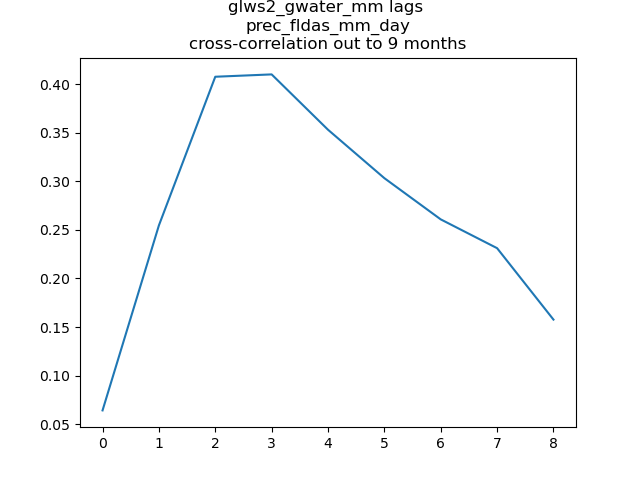 glws2_gwater_mm lags
prec_fldas_mm_day
cross-correlation out to 9 months
0.40
0.35
0.30
0.25
0.20
0.15
0.10
0.05
0 1 2 3 4 5 6 7 8